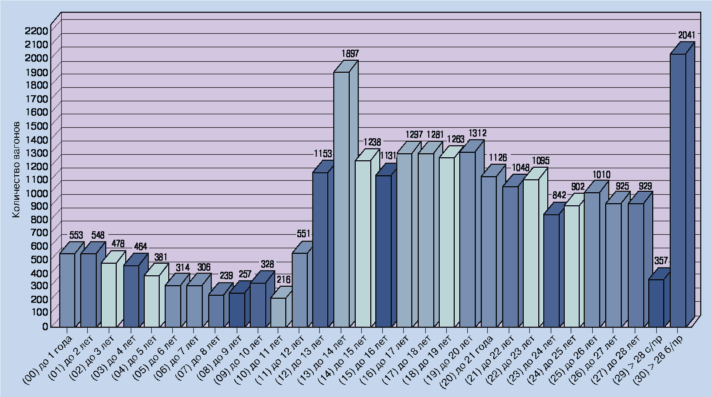 Количество вагонов
2200
2100
2000
1900
1800
1700
1600
1500
1400
1300
1200
1100
1000
900
800
700
600
500
400
300
200
100
0
553
548
478
464
381
314
306
239
257
328
216
551
1153
1897
1238
1131
1297
1281
1263
1312
1126
1048
1095
842
902
1010
925
929
357
2041
(00) до 1 года
(01) до 2 лет
(02) до 3 лет
(03) до 4 лет
(04) до 5 лет
(05) до 6 лет
(06) до 7 лет
(07) до 8 лет
(08) до 9 лет
(09) до 10 лет
(10) до 11 лет
(11) до 12 лет
(12) до 13 лет
(13) до 14 лет
(14) до 15 лет
(15) до 16 лет
(16) до 17 лет
(17) до 18 лет
(18) до 19 лет
(19) до 20 лет
(20) до 21 года
(21) до 22 лет
(22) до 23 лет
(23) до 24 лет
(24) до 25 лет
(25) до 26 лет
(26) до 27 лет
(27) до 28 лет
(29) > 28 с/пр
(30) > 28 б/пр